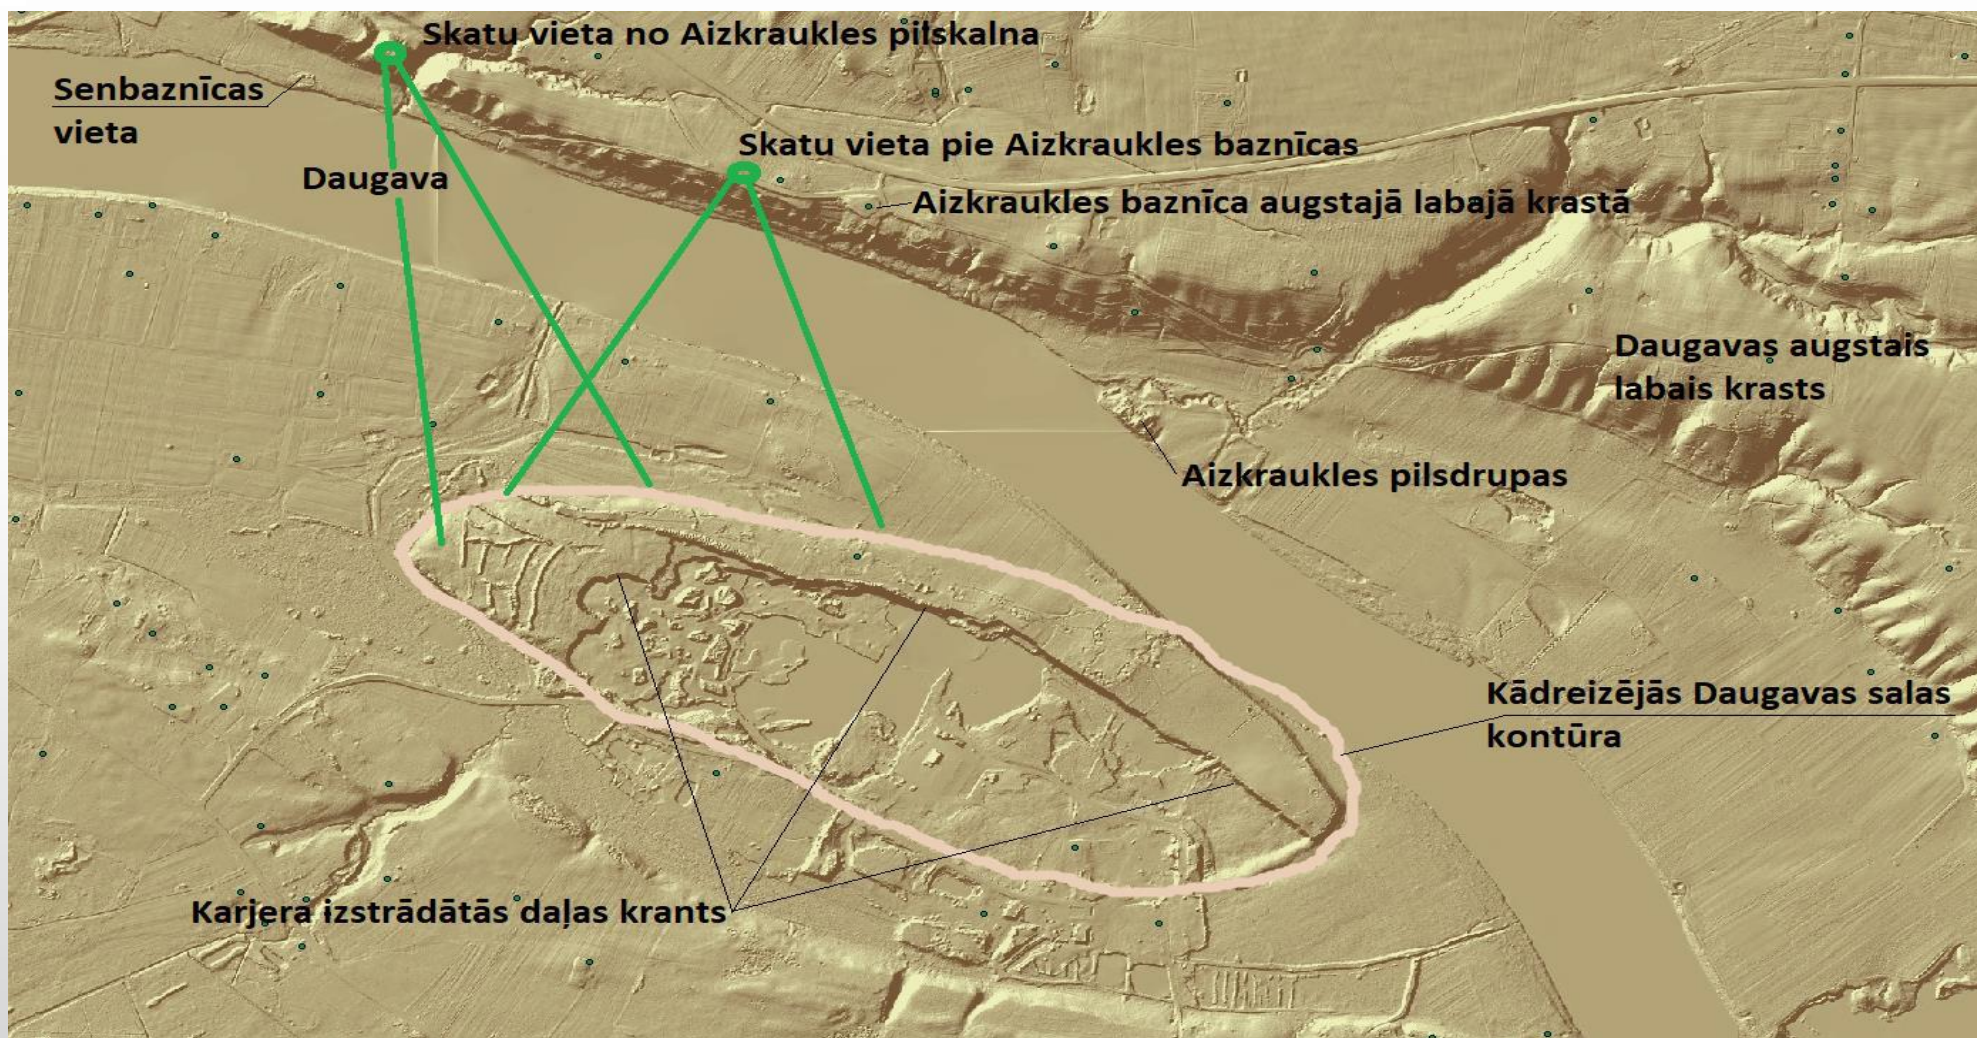 Skatu vieta no Aizkraukles pilskalna
Senbaznīcas
vieta
Skatu vieta pie Aizkraukles baznīcas
Daugava
Aizkraukles baznīca augstajā labajā krastā
Daugavas augstais
labais krasts
Aizkraukles pilsdrupas
Kādreizējās Daugavas salas
kontūra
Karjera izstrādātās daļas krants